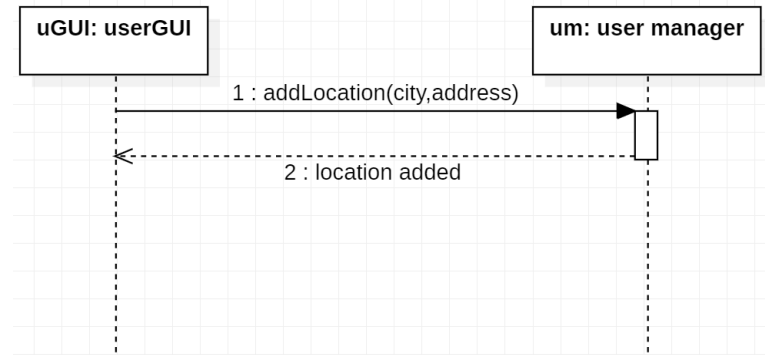 uGUI: userGUI
um: user manager
1 : addLocation(city,address)
2 : location added